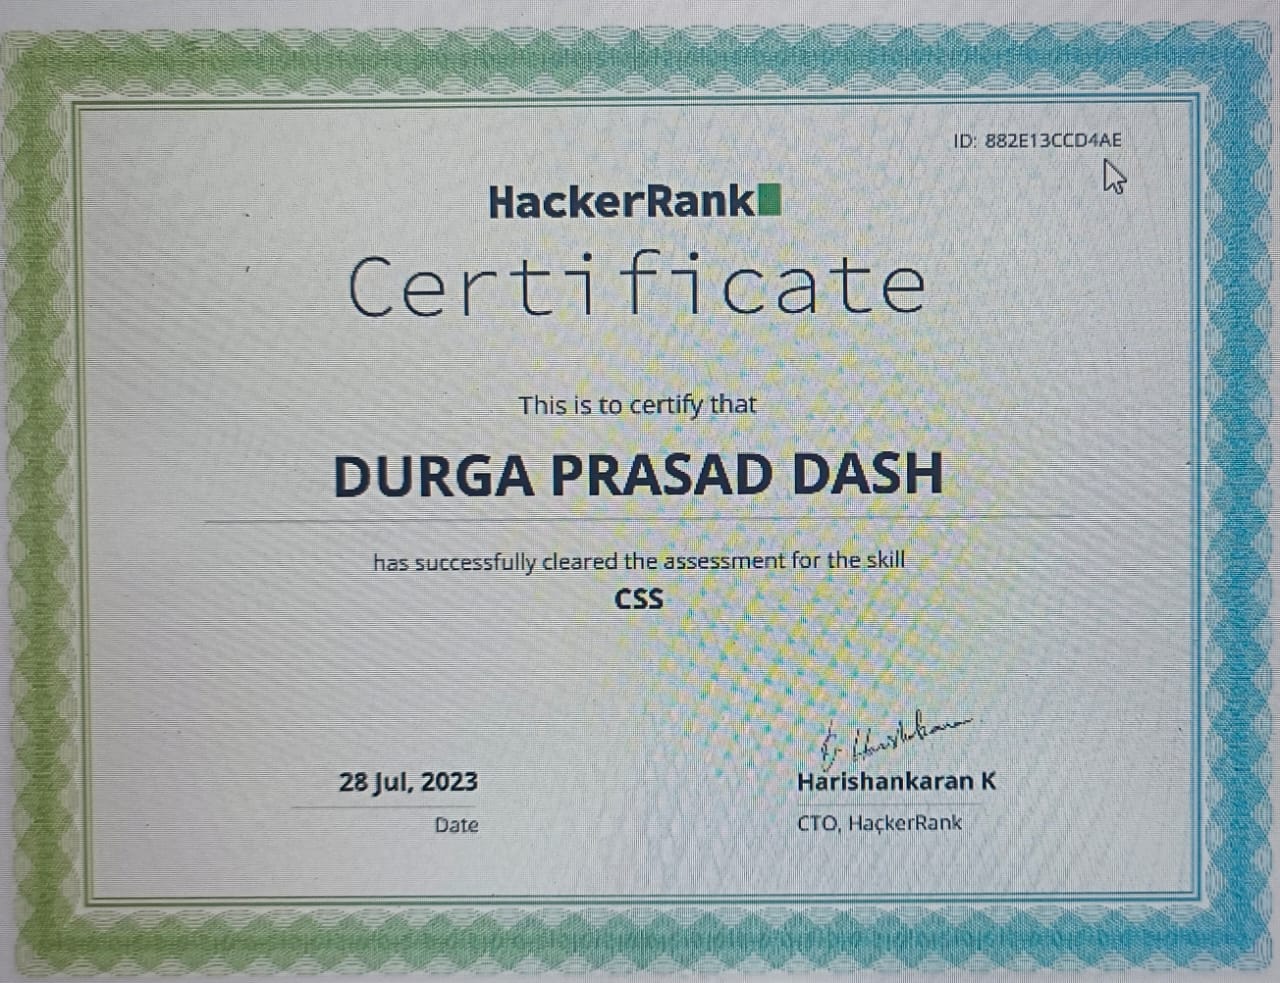 ID: 882E13CCD4AE
HackerRank
Certificate
This is to certify that
DURGA PRASAD DASH
has successfully cleared the assessment for the skill
CSS
28 Jul, 2023
Date
Harishankaran K
CTO, HackerRank